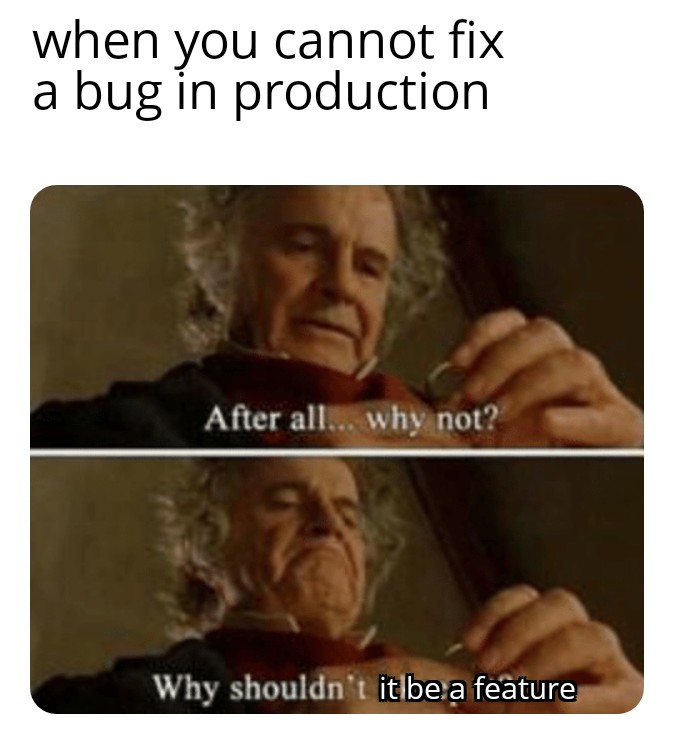 when you cannot fix
a bug in production
After all... why not?
Why shouldn't it be a feature